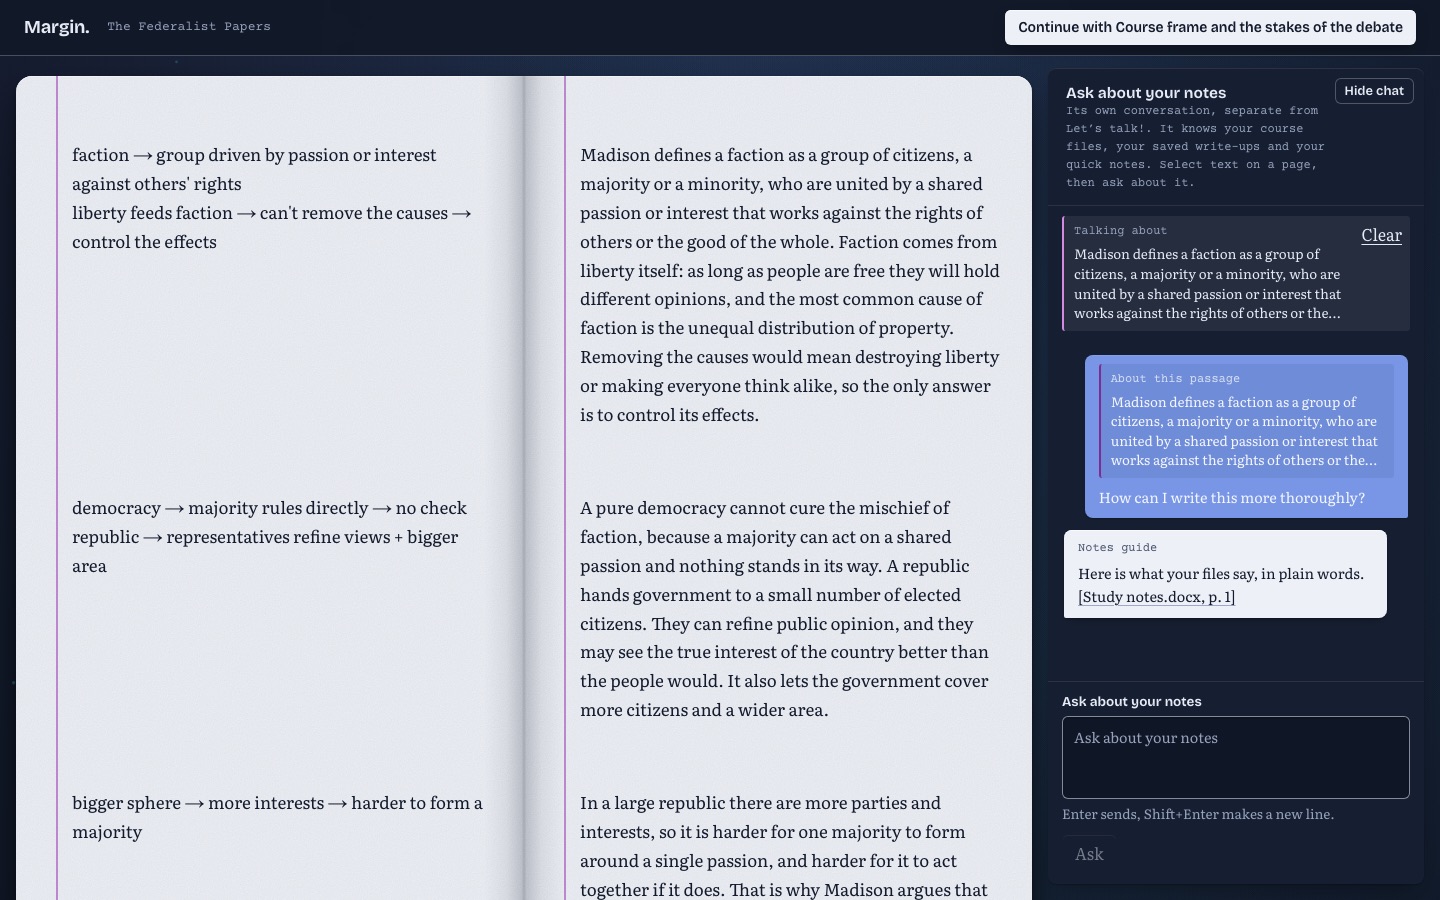 Margin.
The Federalist Papers
Continue with Course frame and the stakes of the debate
faction → group driven by passion or interest
against others' rights
liberty feeds faction → can't remove the causes →
control the effects
democracy → majority rules directly → no check
republic → representatives refine views + bigger
area
bigger sphere → more interests → harder to form a
majority
Madison defines a faction as a group of citizens, a
majority or a minority, who are united by a shared
passion or interest that works against the rights of
others or the good of the whole. Faction comes from
liberty itself: as long as people are free they will hold
different opinions, and the most common cause of
faction is the unequal distribution of property.
Removing the causes would mean destroying liberty
or making everyone think alike, so the only answer
is to control its effects.
A pure democracy cannot cure the mischief of
faction, because a majority can act on a shared
passion and nothing stands in its way. A republic
hands government to a small number of elected
citizens. They can refine public opinion, and they
may see the true interest of the country better than
the people would. It also lets the government cover
more citizens and a wider area.
In a large republic there are more parties and
interests, so it is harder for one majority to form
around a single passion, and harder for it to act
together if it does. That is why Madison argues that
Ask about your notes
Hide chat
Its own conversation, separate from
Let's talk!. It knows your course
files, your saved write-ups and your
quick notes. Select text on a page,
then ask about it.
Talking about
Clear
Madison defines a faction as a group of
citizens, a majority or a minority, who are
united by a shared passion or interest that
works against the rights of others or the…
About this passage
Madison defines a faction as a group of
citizens, a majority or a minority, who are
united by a shared passion or interest that
works against the rights of others or the…
How can I write this more thoroughly?
Notes guide
Here is what your files say, in plain words.
[Study notes.docx, p. 1]
Ask about your notes
Ask about your notes
Enter sends, Shift+Enter makes a new line.
Ask